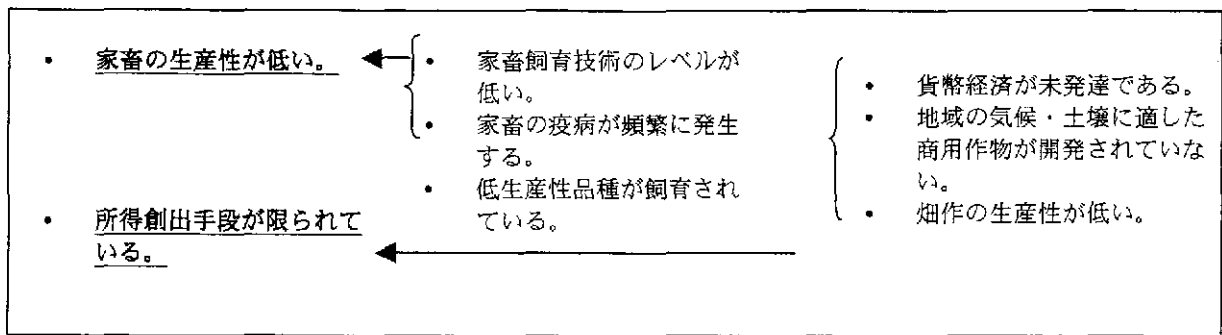 ・ 家畜の生産性が低い。
・ 所得創出手段が限られて
いる。
・ 家畜飼育技術のレベルが
低い。
・ 家畜の疫病が頻繁に発生
する。
・ 低生産性品種が飼育され
ている。
・ 貨幣経済が未発達である。
・ 地域の気候・土壌に適した
商用作物が開発されていな
い。
・ 畑作の生産性が低い。